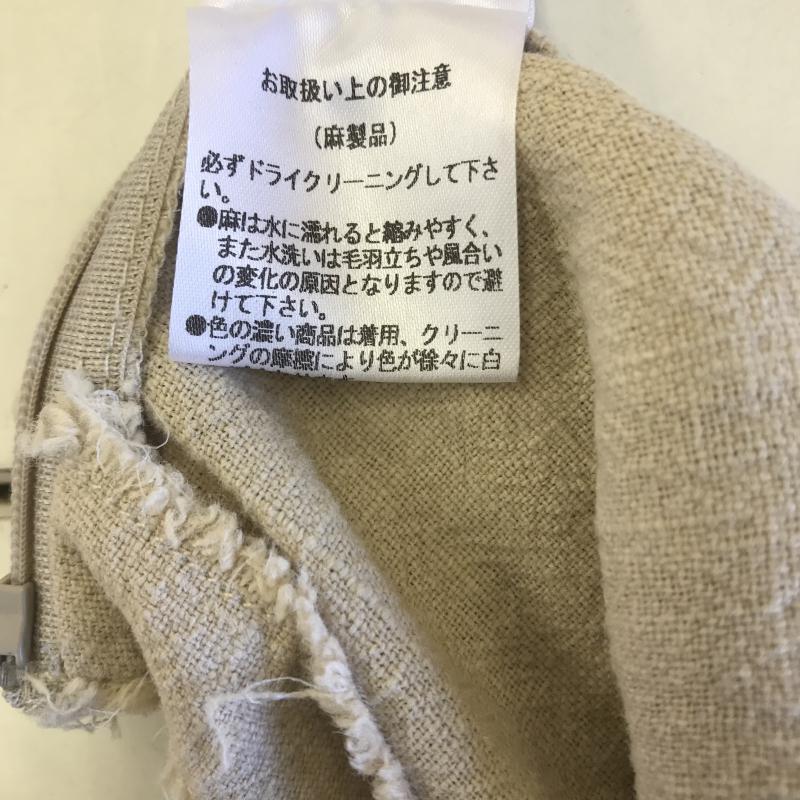 お取扱い上の御注意
（麻製品）
必ずドライクリーニングして下さ
い。
●麻は水に濡れると縮みやすく、
また水洗いは毛羽立ちや風合い
の変化の原因となりますので避
けて下さい。
●色の濃い商品は着用、クリーニ
ングの摩擦により色が徐々に白